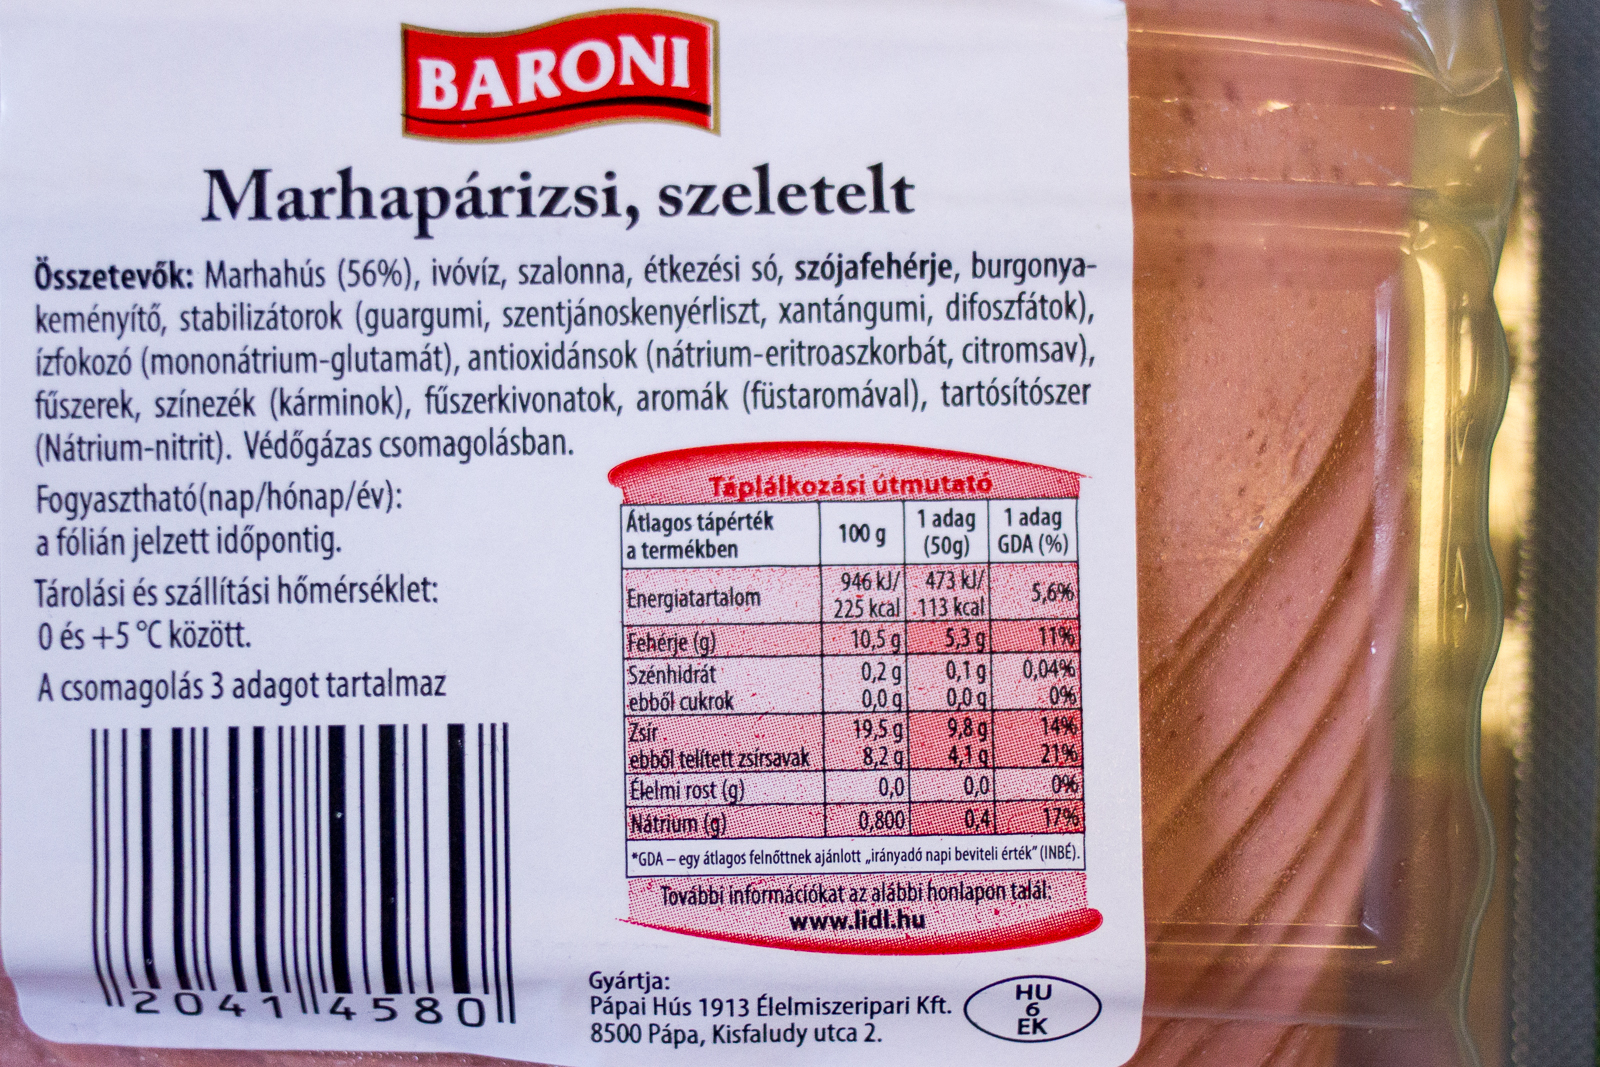 BARONI
Marhapárizsi, szeletelt
Összetevők: Marhahús (56%), ivóvíz, szalonna, étkezési só, szójafehérje, burgonya-
keményítő, stabilizátorok (guargumi, szentjánoskenyérliszt, xantángumi, difoszfátok),
ízfokozó (mononátrium-glutamát), antioxidánsok (nátrium-eritroaszkorbát, citromsav),
fűszerek, színezék (kárminok), fűszerkivonatok, aromák (füstaromával), tartósítószer
(Nátrium-nitrit). Védőgázas csomagolásban.
Fogyasztható(nap/hónap/év):
a fólián jelzett időpontig.
Tárolási és szállítási hőmérséklet:
0 és +5 °C között.
A csomagolás 3 adagot tartalmaz
2041 4580
Táplálkozási útmutató
Átlagos tápérték
a termékben
100 g
1 adag
(50g)
1 adag
GDA (%)
Energiatartalom
946 kJ/
225 kcal
473 kJ/
113 kcal
5,6%
Fehérje (g) 10,5 g 5,3 g 11%
Szénhidrát 0,2 g 0,1 g 0,04%
ebből cukrok 0,0 g 0,0 g 0%
Zsír 19,5 g 9,8 g 14%
ebből telített zsírsavak 8,2 g 4,1 g 21%
Élelmi rost (g) 0,0 0,0 0%
Nátrium (g) 0,800 0,4 17%
*GDA – egy átlagos felnőttnek ajánlott „irányadó napi beviteli érték" (INBÉ).
További információkat az alábbi honlapon talál:
www.lidl.hu
Gyártja:
Pápai Hús 1913 Élelmiszeripari Kft.
8500 Pápa, Kisfaludy utca 2.
HU
6
EK